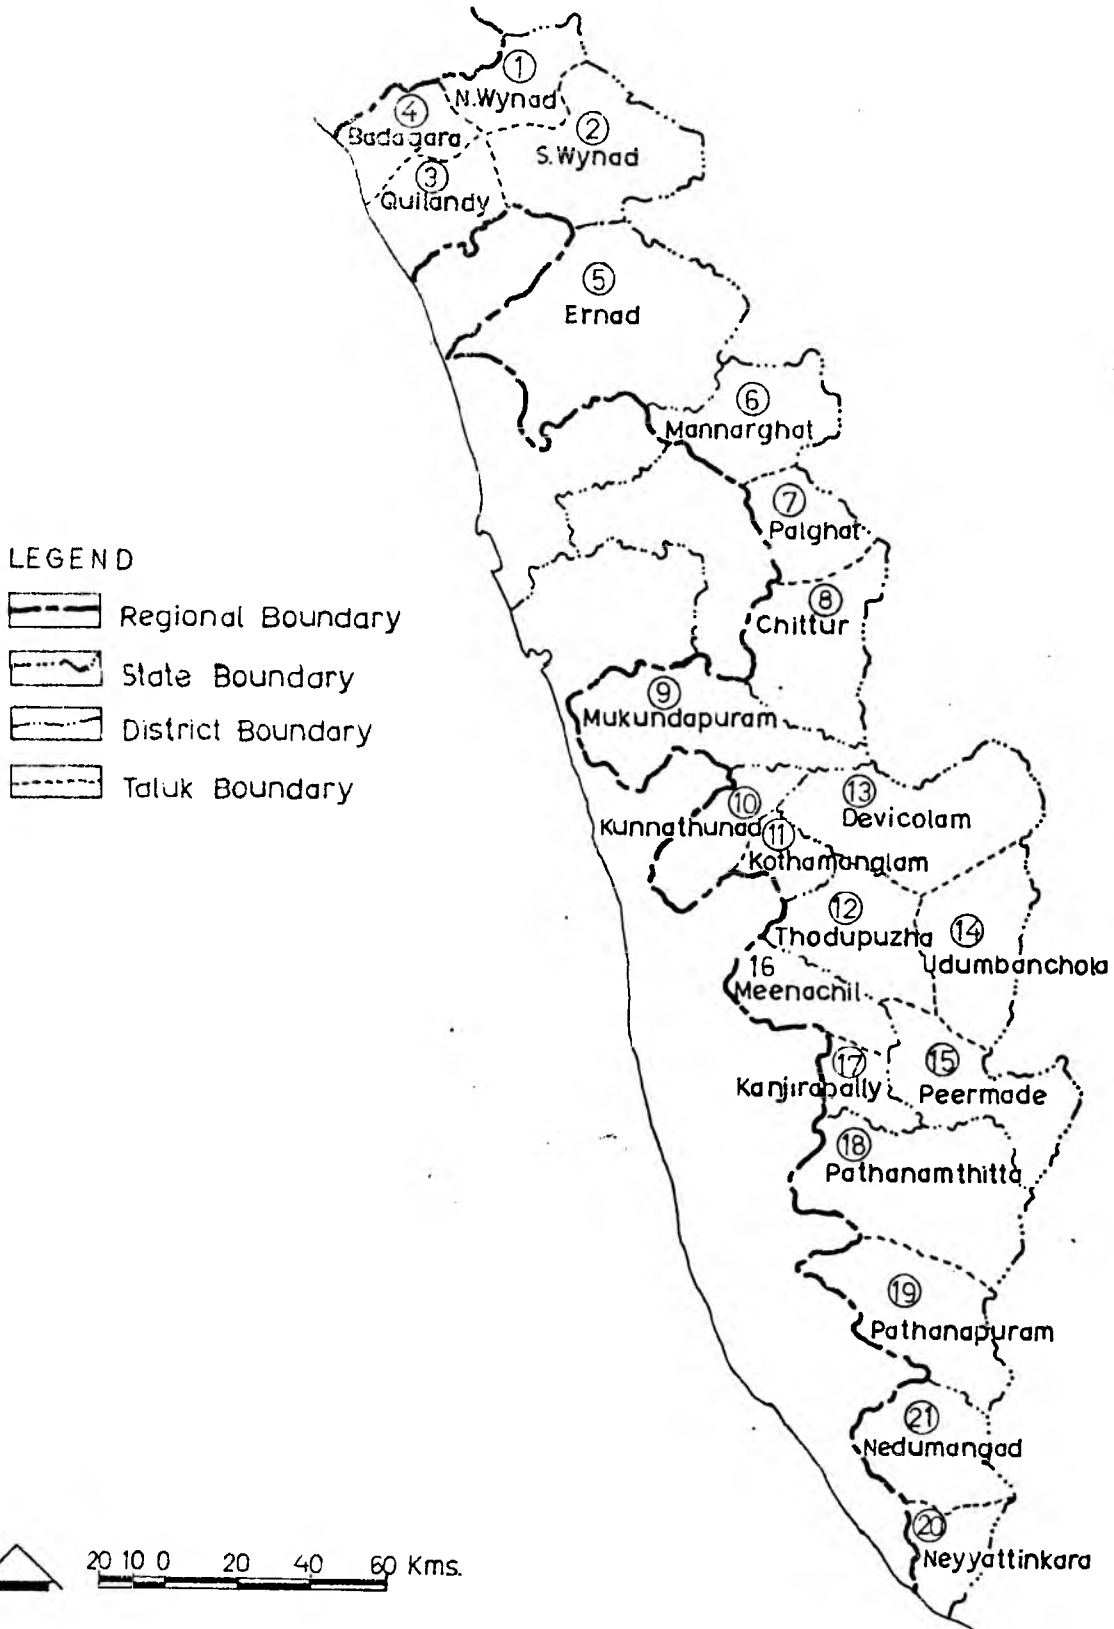 1
N.Wynad
4
Badagara
2
S.Wynad
3
Quilandy
5
Ernad
6
Mannarghat
7
Palghat
8
Chittur
9
Mukundapuram
10
Kunnathunad
11
Kothamanglam
13
Devicolam
12
Thodupuzha
14
Udumbanchola
16
Meenachil
17
Kanjirapally
15
Peermade
18
Pathanamthitta
19
Pathanapuram
21
Nedumangad
20
Neyyattinkara
LEGEND
Regional Boundary
State Boundary
District Boundary
Taluk Boundary
20 10 0 20 40 60 Kms.